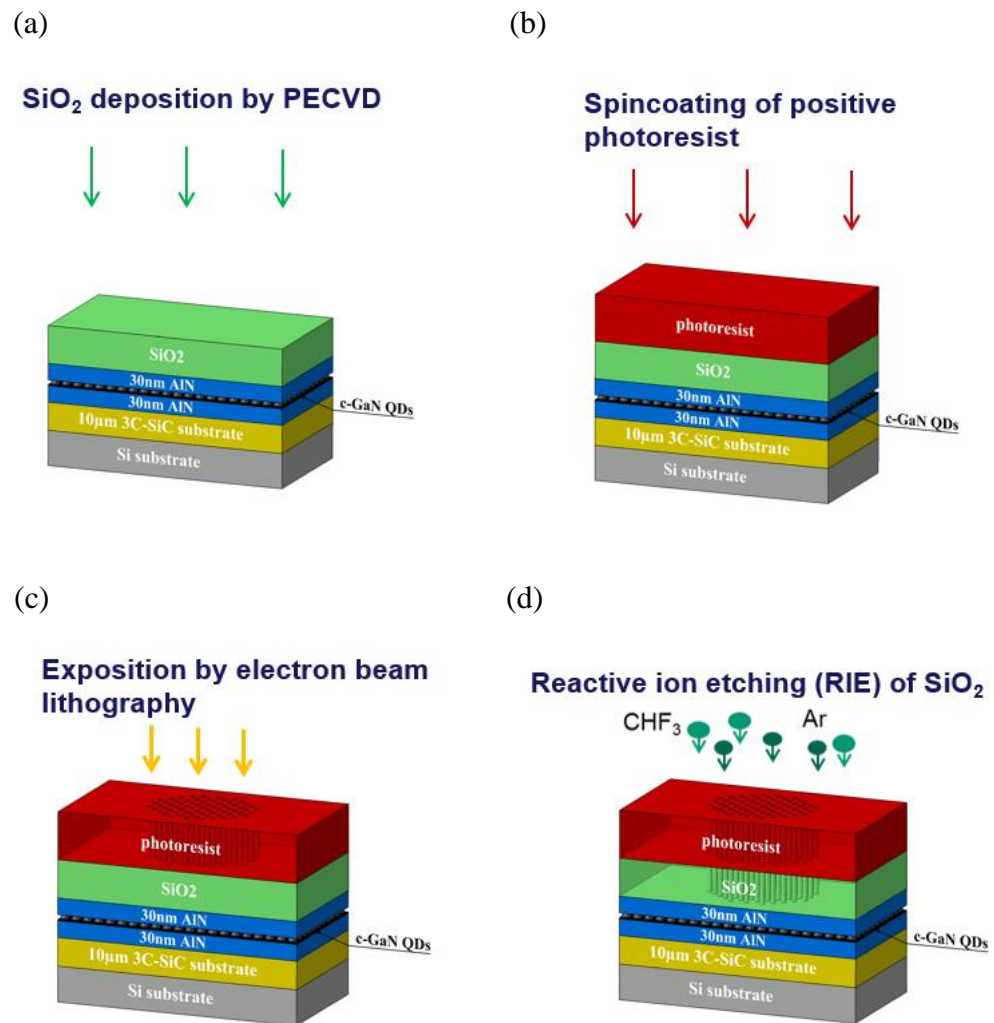 (a)
SiO₂ deposition by PECVD
SiO2
30nm AlN
30nm AlN
c-GaN QDs
10µm 3C-SiC substrate
Si substrate
(b)
Spincoating of positive
photoresist
photoresist
SiO2
30nm AlN
30nm AlN
c-GaN QDs
10µm 3C-SiC substrate
Si substrate
(c)
Exposition by electron beam
lithography
photoresist
SiO2
30nm AlN
30nm AlN
c-GaN QDs
10µm 3C-SiC substrate
Si substrate
(d)
Reactive ion etching (RIE) of SiO₂
CHF₃ Ar
photoresist
SiO2
30nm AlN
30nm AlN
c-GaN QDs
10µm 3C-SiC substrate
Si substrate